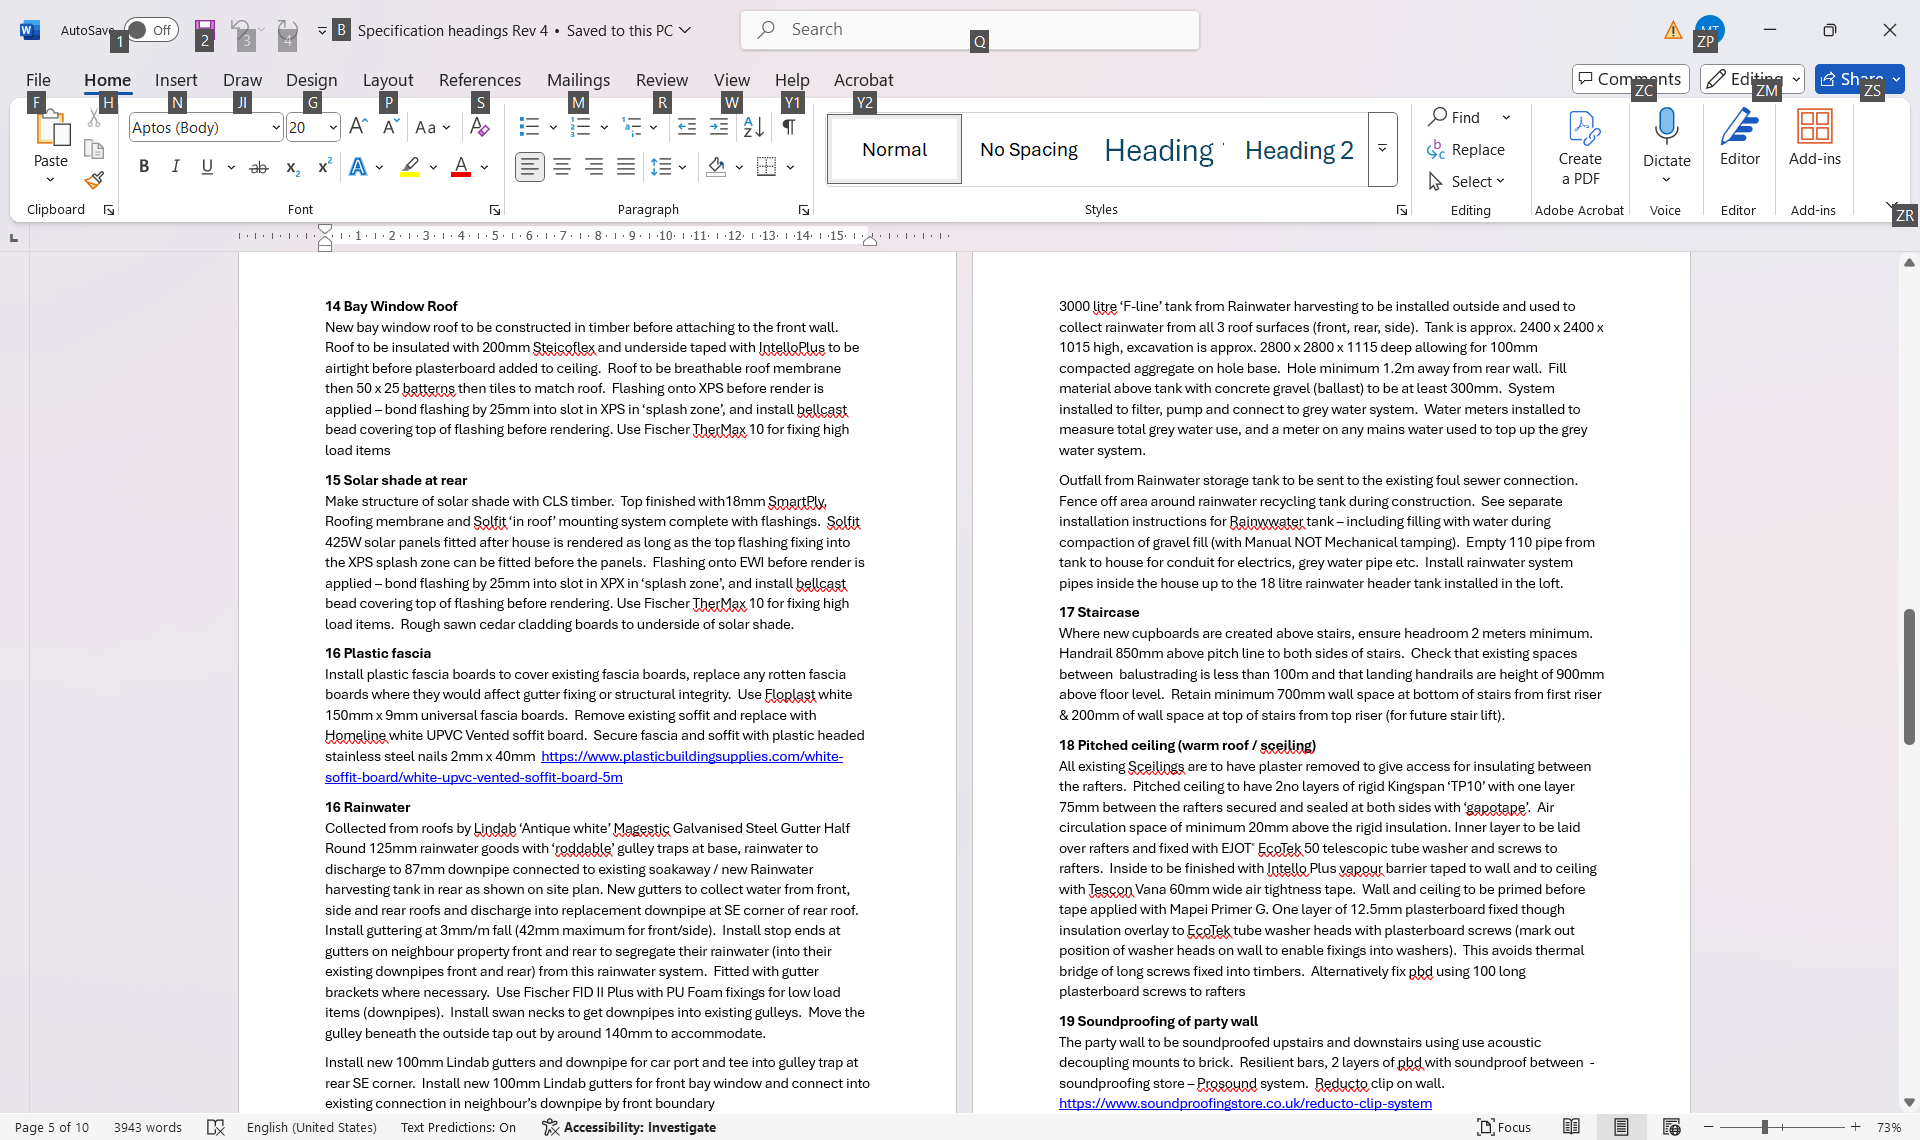 AutoSave Off
1 2 3 4 B
Specification headings Rev 4 • Saved to this PC
Search
Q
ZP
File Home Insert Draw Design Layout References Mailings Review View Help Acrobat
Comments Editing Share
F H N JI G P S M R W Y1 Y2 ZC ZM ZS
Paste
Clipboard
Aptos (Body) 20
Font
Paragraph
Normal No Spacing Heading Heading 2
Styles
Find
Replace
Select
Editing
Create a PDF
Adobe Acrobat
Dictate
Voice
Editor
Editor
Add-ins
Add-ins
ZR
1 2 3 4 5 6 7 8 9 10 11 12 13 14 15
14 Bay Window Roof
New bay window roof to be constructed in timber before attaching to the front wall.
Roof to be insulated with 200mm Steicoflex and underside taped with IntelloPlus to be
airtight before plasterboard added to ceiling.  Roof to be breathable roof membrane
then 50 x 25 batterns then tiles to match roof.  Flashing onto XPS before render is
applied – bond flashing by 25mm into slot in XPS in ‘splash zone’, and install bellcast
bead covering top of flashing before rendering. Use Fischer TherMax 10 for fixing high
load items
15 Solar shade at rear
Make structure of solar shade with CLS timber.  Top finished with18mm SmartPly,
Roofing membrane and Solfit ‘in roof’ mounting system complete with flashings.  Solfit
425W solar panels fitted after house is rendered as long as the top flashing fixing into
the XPS splash zone can be fitted before the panels.  Flashing onto EWI before render is
applied – bond flashing by 25mm into slot in XPX in ‘splash zone’, and install bellcast
bead covering top of flashing before rendering. Use Fischer TherMax 10 for fixing high
load items.  Rough sawn cedar cladding boards to underside of solar shade.
16 Plastic fascia
Install plastic fascia boards to cover existing fascia boards, replace any rotten fascia
boards where they would affect gutter fixing or structural integrity.  Use Floplast white
150mm x 9mm universal fascia boards.  Remove existing soffit and replace with
Homeline white UPVC Vented soffit board.  Secure fascia and soffit with plastic headed
stainless steel nails 2mm x 40mm  https://www.plasticbuildingsupplies.com/white-
soffit-board/white-upvc-vented-soffit-board-5m
16 Rainwater
Collected from roofs by Lindab ‘Antique white’ Magestic Galvanised Steel Gutter Half
Round 125mm rainwater goods with ‘roddable’ gulley traps at base, rainwater to
discharge to 87mm downpipe connected to existing soakaway / new Rainwater
harvesting tank in rear as shown on site plan. New gutters to collect water from front,
side and rear roofs and discharge into replacement downpipe at SE corner of rear roof.
Install guttering at 3mm/m fall (42mm maximum for front/side).  Install stop ends at
gutters on neighbour property front and rear to segregate their rainwater (into their
existing downpipes front and rear) from this rainwater system.  Fitted with gutter
brackets where necessary.  Use Fischer FID II Plus with PU Foam fixings for low load
items (downpipes).  Install swan necks to get downpipes into existing gulleys.  Move the
gulley beneath the outside tap out by around 140mm to accommodate.
Install new 100mm Lindab gutters and downpipe for car port and tee into gulley trap at
rear SE corner.  Install new 100mm Lindab gutters for front bay window and connect into
existing connection in neighbour’s downpipe by front boundary
3000 litre ‘F-line’ tank from Rainwater harvesting to be installed outside and used to
collect rainwater from all 3 roof surfaces (front, rear, side).  Tank is approx. 2400 x 2400 x
1015 high, excavation is approx. 2800 x 2800 x 1115 deep allowing for 100mm
compacted aggregate on hole base.  Hole minimum 1.2m away from rear wall.  Fill
material above tank with concrete gravel (ballast) to be at least 300mm.  System
installed to filter, pump and connect to grey water system.  Water meters installed to
measure total grey water use, and a meter on any mains water used to top up the grey
water system.
Outfall from Rainwater storage tank to be sent to the existing foul sewer connection.
Fence off area around rainwater recycling tank during construction.  See separate
installation instructions for Rainwwater tank – including filling with water during
compaction of gravel fill (with Manual NOT Mechanical tamping).  Empty 110 pipe from
tank to house for conduit for electrics, grey water pipe etc.  Install rainwater system
pipes inside the house up to the 18 litre rainwater header tank installed in the loft.
17 Staircase
Where new cupboards are created above stairs, ensure headroom 2 meters minimum.
Handrail 850mm above pitch line to both sides of stairs.  Check that existing spaces
between  balustrading is less than 100m and that landing handrails are height of 900mm
above floor level.  Retain minimum 700mm wall space at bottom of stairs from first riser
& 200mm of wall space at top of stairs from top riser (for future stair lift).
18 Pitched ceiling (warm roof / sceiling)
All existing Sceilings are to have plaster removed to give access for insulating between
the rafters.  Pitched ceiling to have 2no layers of rigid Kingspan ‘TP10’ with one layer
75mm between the rafters secured and sealed at both sides with ‘gapotape’.  Air
circulation space of minimum 20mm above the rigid insulation. Inner layer to be laid
over rafters and fixed with EJOT® EcoTek 50 telescopic tube washer and screws to
rafters.  Inside to be finished with Intello Plus vapour barrier taped to wall and to ceiling
with Tescon Vana 60mm wide air tightness tape.  Wall and ceiling to be primed before
tape applied with Mapei Primer G. One layer of 12.5mm plasterboard fixed though
insulation overlay to EcoTek tube washer heads with plasterboard screws (mark out
position of washer heads on wall to enable fixings into washers).  This avoids thermal
bridge of long screws fixed into timbers.  Alternatively fix pbd using 100 long
plasterboard screws to rafters
19 Soundproofing of party wall
The party wall to be soundproofed upstairs and downstairs using use acoustic
decoupling mounts to brick.  Resilient bars, 2 layers of pbd with soundproof between  -
soundproofing store – Prosound system.  Reducto clip on wall.
https://www.soundproofingstore.co.uk/reducto-clip-system
Page 5 of 10 3943 words English (United States) Text Predictions: On Accessibility: Investigate Focus 73%